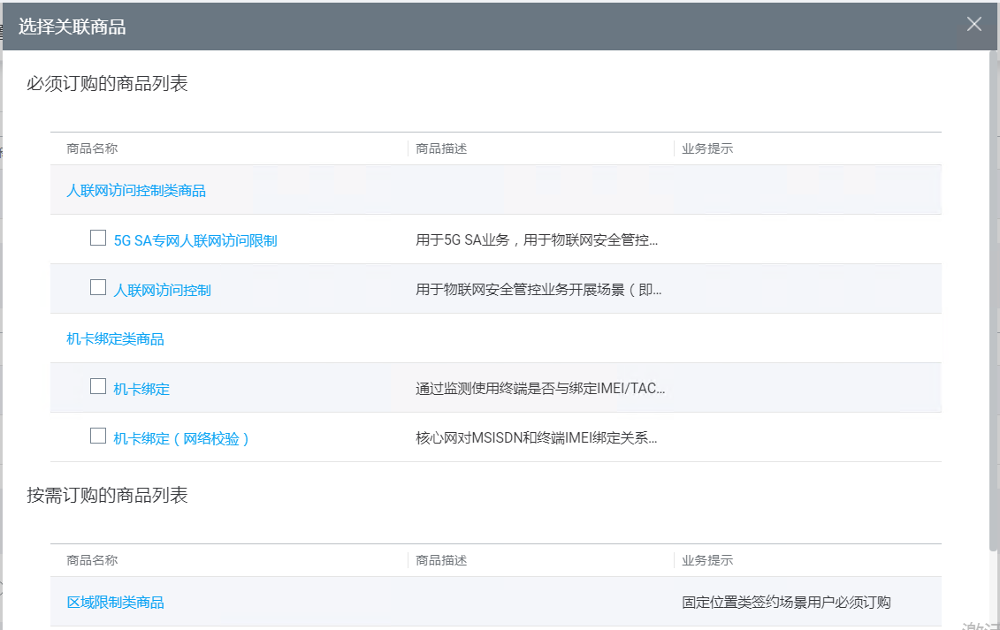 选择关联商品
必须订购的商品列表
商品名称 商品描述 业务提示
人联网访问控制类商品
5G SA专网人联网访问限制 用于5G SA业务，用于物联网安全管控...
人联网访问控制 用于物联网安全管控业务开展场景（即...
机卡绑定类商品
机卡绑定 通过监测使用终端是否与绑定IMEI/TAC...
机卡绑定（网络校验） 核心网对MSISDN和终端IMEI绑定关系...
按需订购的商品列表
商品名称 商品描述 业务提示
区域限制类商品 固定位置类签约场景用户必须订购